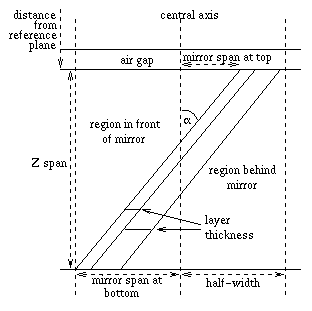 distance
from
reference
plane
central axis
air gap
mirror span at top
α
region in front
of mirror
Z span
region behind
mirror
layer
thickness
mirror span at
bottom
half-width